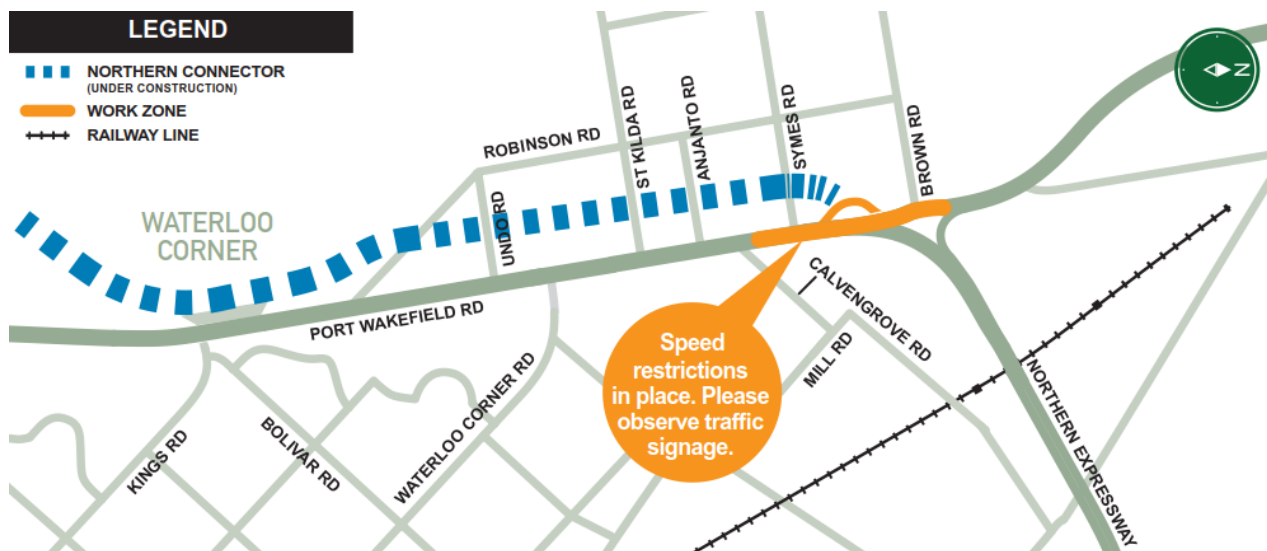 LEGEND
NORTHERN CONNECTOR
(UNDER CONSTRUCTION)
WORK ZONE
RAILWAY LINE
WATERLOO
CORNER
ROBINSON RD
UNDO RD
ST KILDA RD
ANJANTO RD
SYMES RD
BROWN RD
N
PORT WAKEFIELD RD
KINGS RD
BOLIVAR RD
WATERLOO CORNER RD
Speed
restrictions
in place. Please
observe traffic
signage.
CALVENGROVE RD
MILL RD
NORTHERN EXPRESSWAY